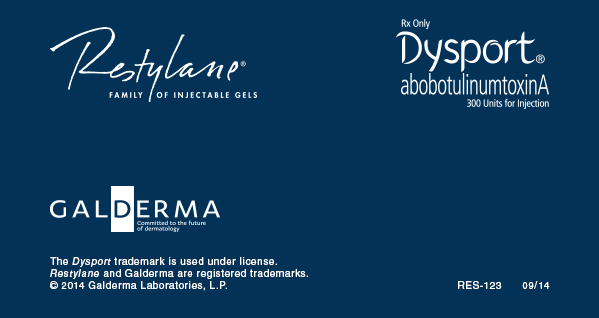 Restylane®
FAMILY OF INJECTABLE GELS
Rx Only
Dysport®
abobotulinumtoxinA
300 Units for Injection
GALDERMA
Committed to the future
of dermatology
The Dysport trademark is used under license.
Restylane and Galderma are registered trademarks.
© 2014 Galderma Laboratories, L.P.
RES-123 09/14